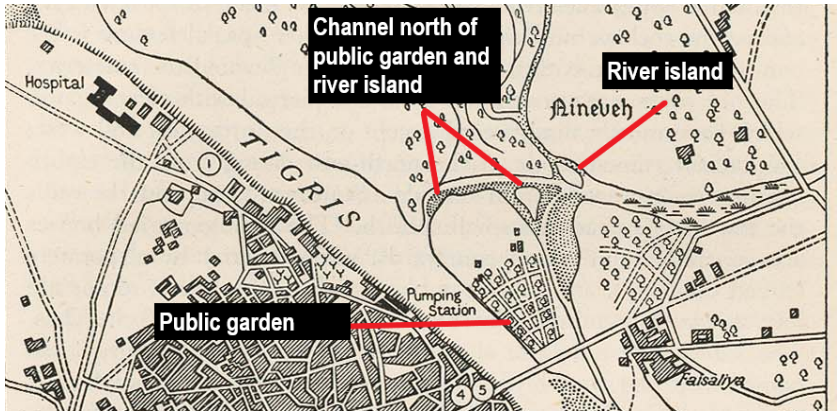 Channel north of
public garden and
river island
River island
Hospital
Nineveh
1
TIGRIS
Pumping
Station
Public garden
4 5
Faisaliya